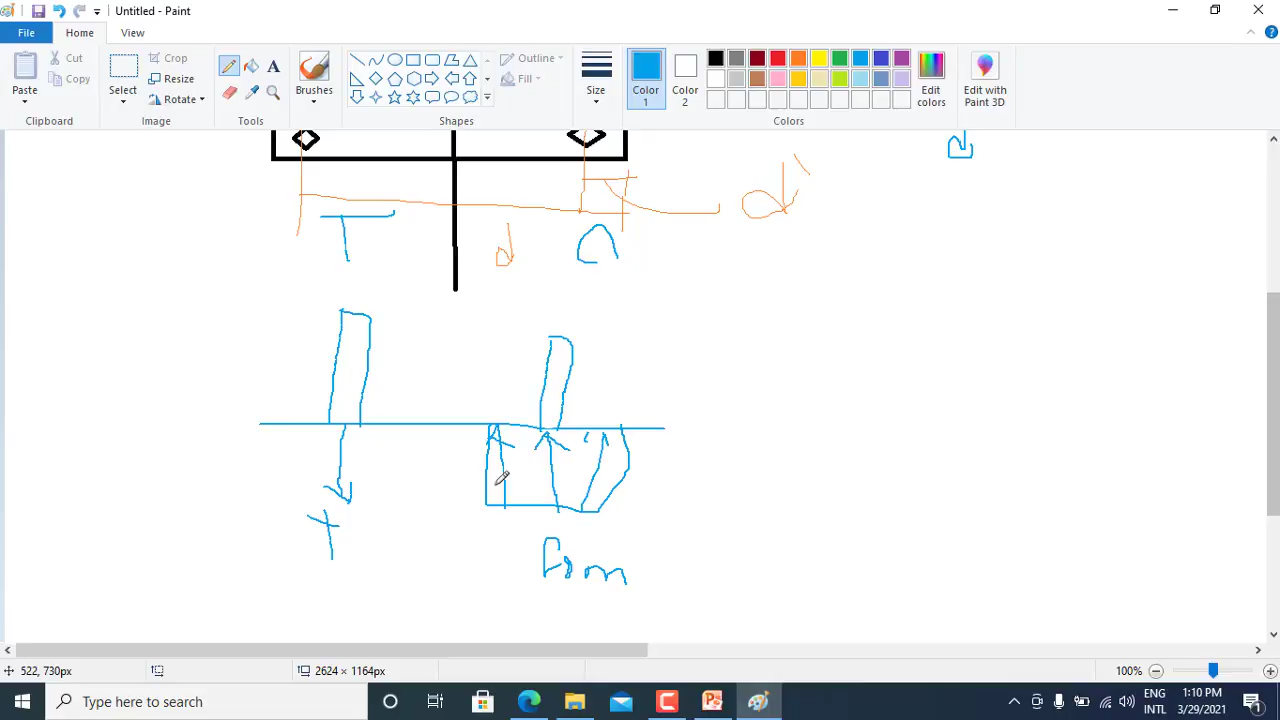 Untitled - Paint
File
Home
View
Paste
Cut
Copy
Clipboard
Select
Crop
Resize
Rotate
Image
A
Tools
Brushes
Outline
Fill
Shapes
Size
Color
1
Color
2
Edit
colors
Edit with
Paint 3D
Colors
T
d
d'
522, 730px
2624 × 1164px
100%
Type here to search
ENG
INTL
1:10 PM
3/29/2021
1